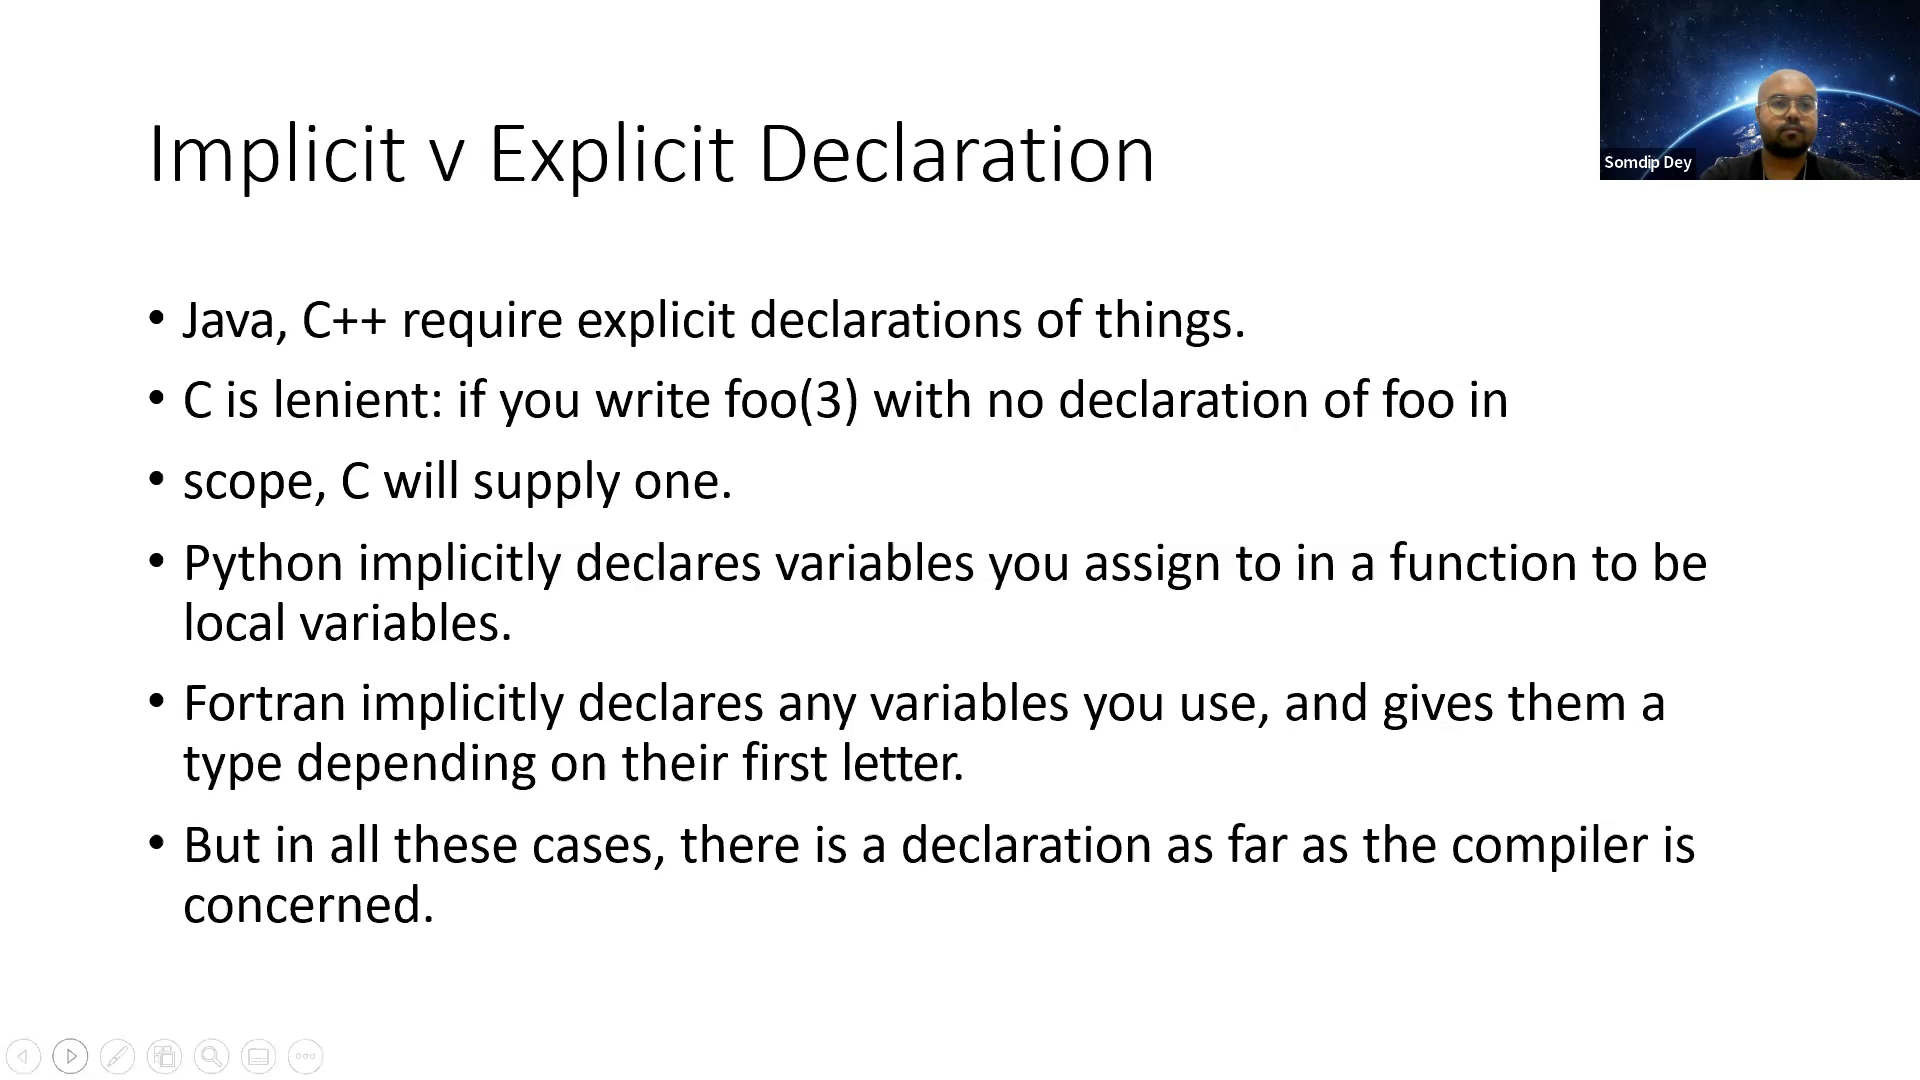 Implicit v Explicit Declaration
Somdip Dey
• Java, C++ require explicit declarations of things.
• C is lenient: if you write foo(3) with no declaration of foo in
• scope, C will supply one.
• Python implicitly declares variables you assign to in a function to be
local variables.
• Fortran implicitly declares any variables you use, and gives them a
type depending on their first letter.
• But in all these cases, there is a declaration as far as the compiler is
concerned.